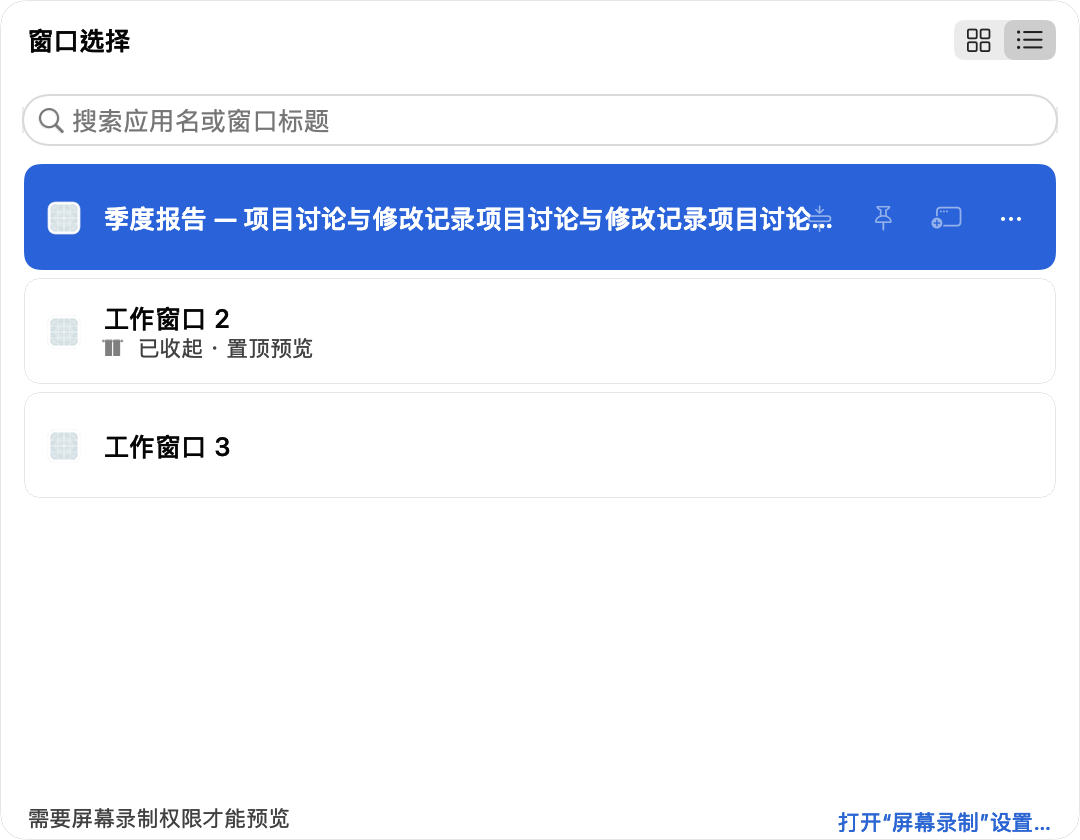 窗口选择
搜索应用名或窗口标题
季度报告 — 项目讨论与修改记录项目讨论与修改记录项目讨论...
工作窗口 2
已收起 · 置顶预览
工作窗口 3
需要屏幕录制权限才能预览
打开“屏幕录制”设置...